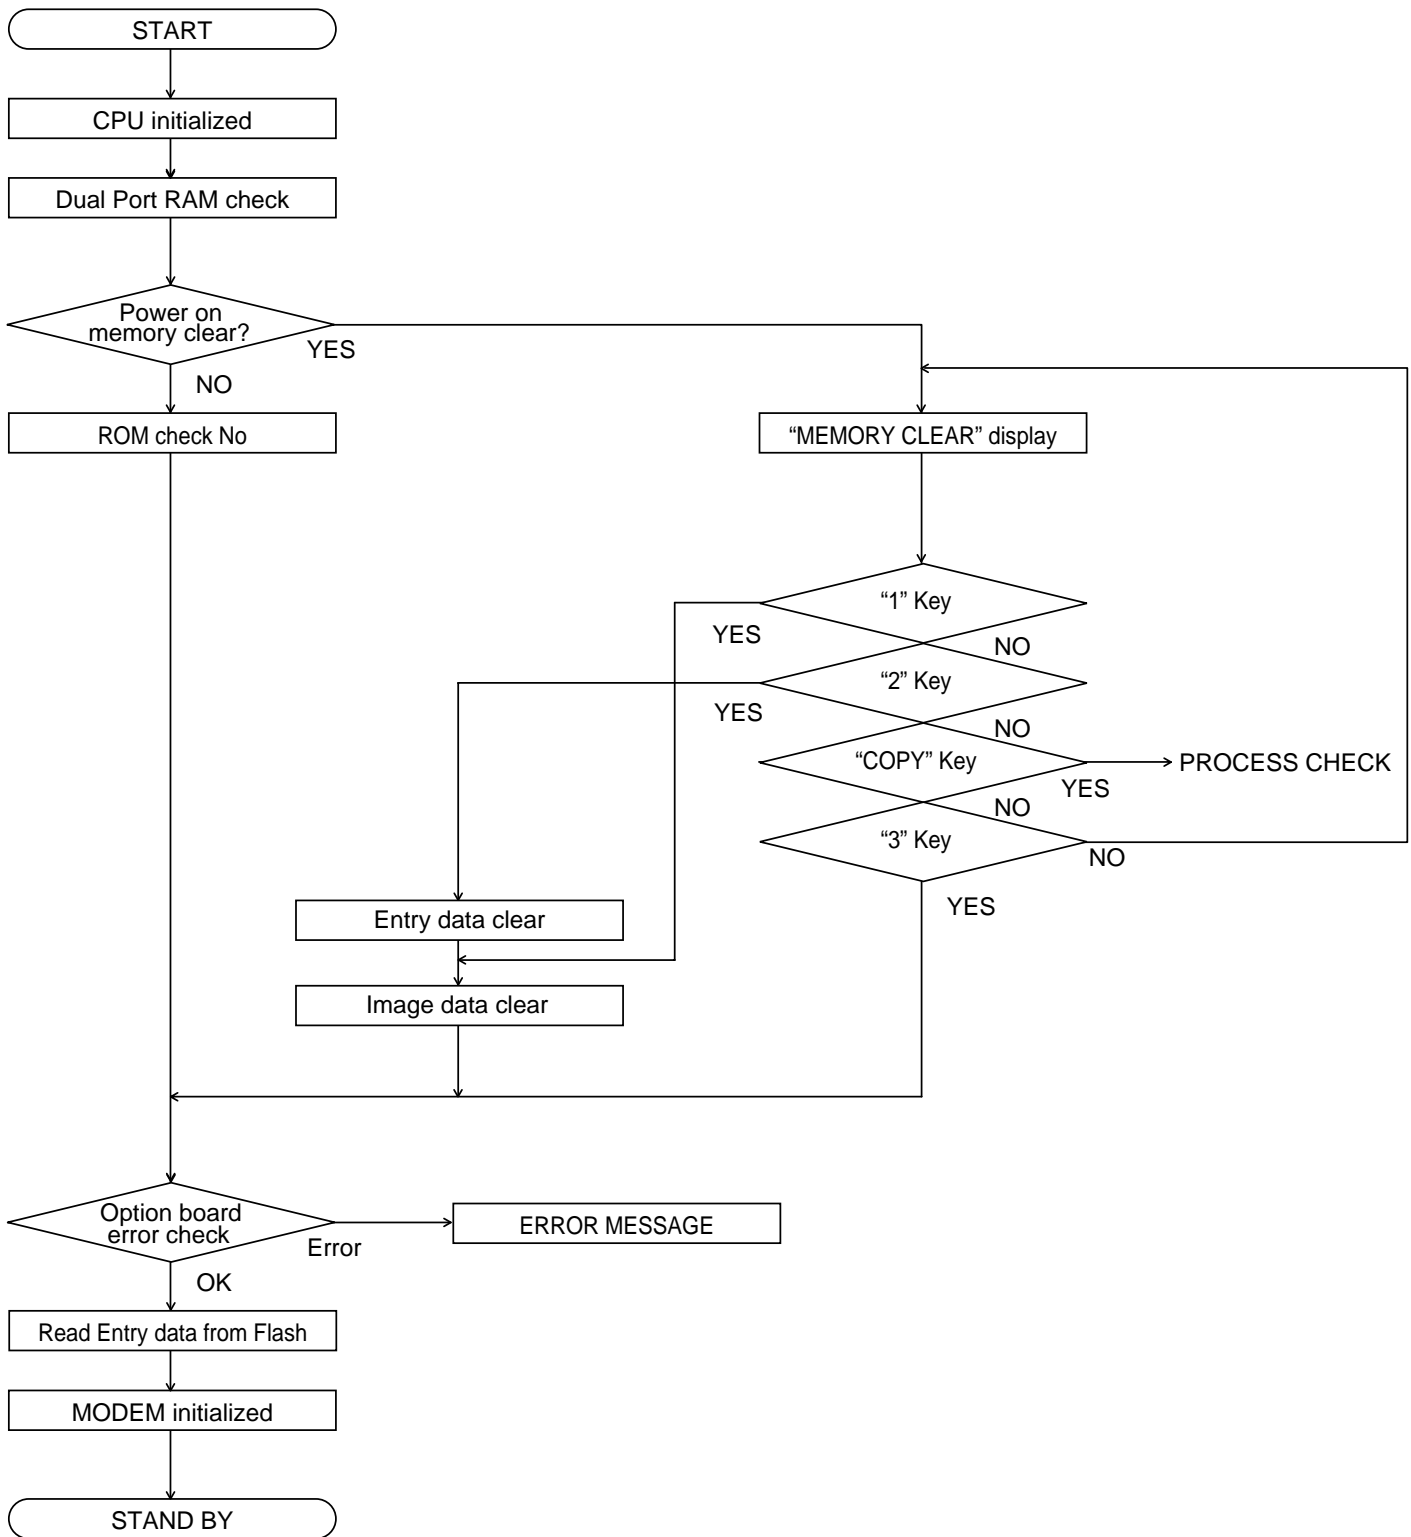 START
CPU initialized
Dual Port RAM check
Power on
memory clear?
YES
NO
ROM check No
“MEMORY CLEAR” display
“1” Key
YES
NO
“2” Key
YES
NO
“COPY” Key
PROCESS CHECK
YES
NO
“3” Key
NO
YES
Entry data clear
Image data clear
Option board
error check
Error
ERROR MESSAGE
OK
Read Entry data from Flash
MODEM initialized
STAND BY